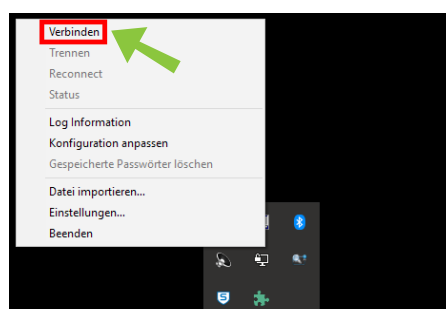 Verbinden
Trennen
Reconnect
Status
Log Information
Konfiguration anpassen
Gespeicherte Passwörter löschen
Datei importieren...
Einstellungen...
Beenden